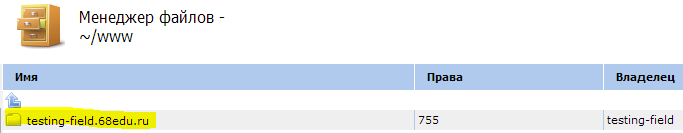 Менеджер файлов -
~/www
Имя Права Владелец
testing-field.68edu.ru 755 testing-field